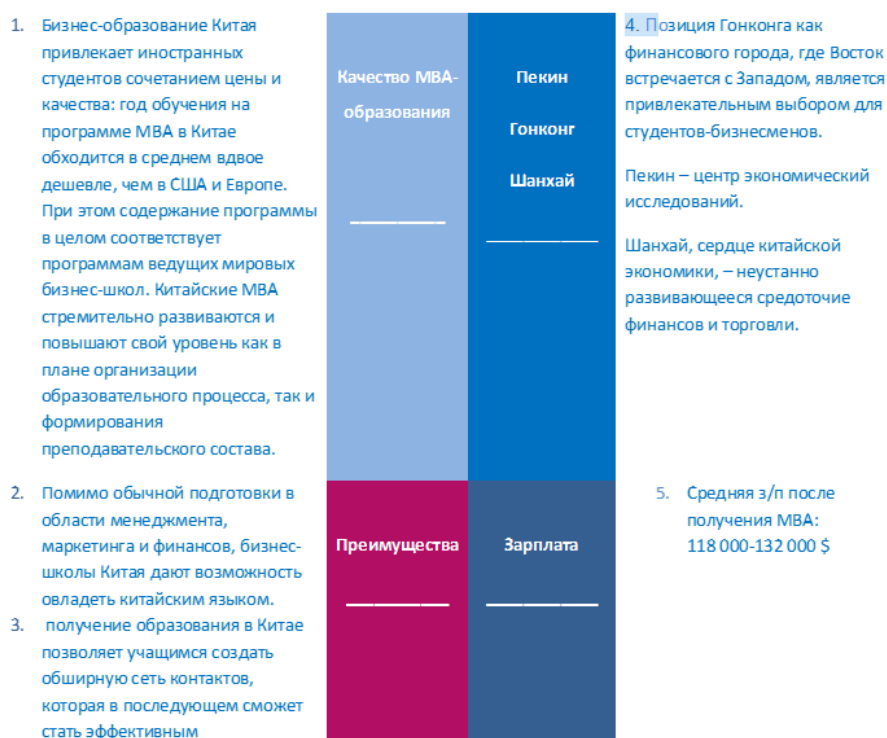 1. Бизнес-образование Китая
привлекает иностранных
студентов сочетанием цены и
качества: год обучения на
программе MBA в Китае
обходится в среднем вдвое
дешевле, чем в США и Европе.
При этом содержание программы
в целом соответствует
программам ведущих мировых
бизнес-школ. Китайские MBA
стремительно развиваются и
повышают свой уровень как в
плане организации
образовательного процесса, так и
формирования
преподавательского состава.
2. Помимо обычной подготовки в
области менеджмента,
маркетинга и финансов, бизнес-
школы Китая дают возможность
овладеть китайским языком.
3. получение образования в Китае
позволяет учащимся создать
обширную сеть контактов,
которая в последующем сможет
стать эффективным
Качество MBA-
образования
Пекин
Гонконг
Шанхай
Преимущества
Зарплата
4. Позиция Гонконга как
финансового города, где Восток
встречается с Западом, является
привлекательным выбором для
студентов-бизнесменов.
Пекин – центр экономический
исследований.
Шанхай, сердце китайской
экономики, – неустанно
развивающееся средоточие
финансов и торговли.
5. Средняя з/п после
получения MBA:
118 000-132 000 $